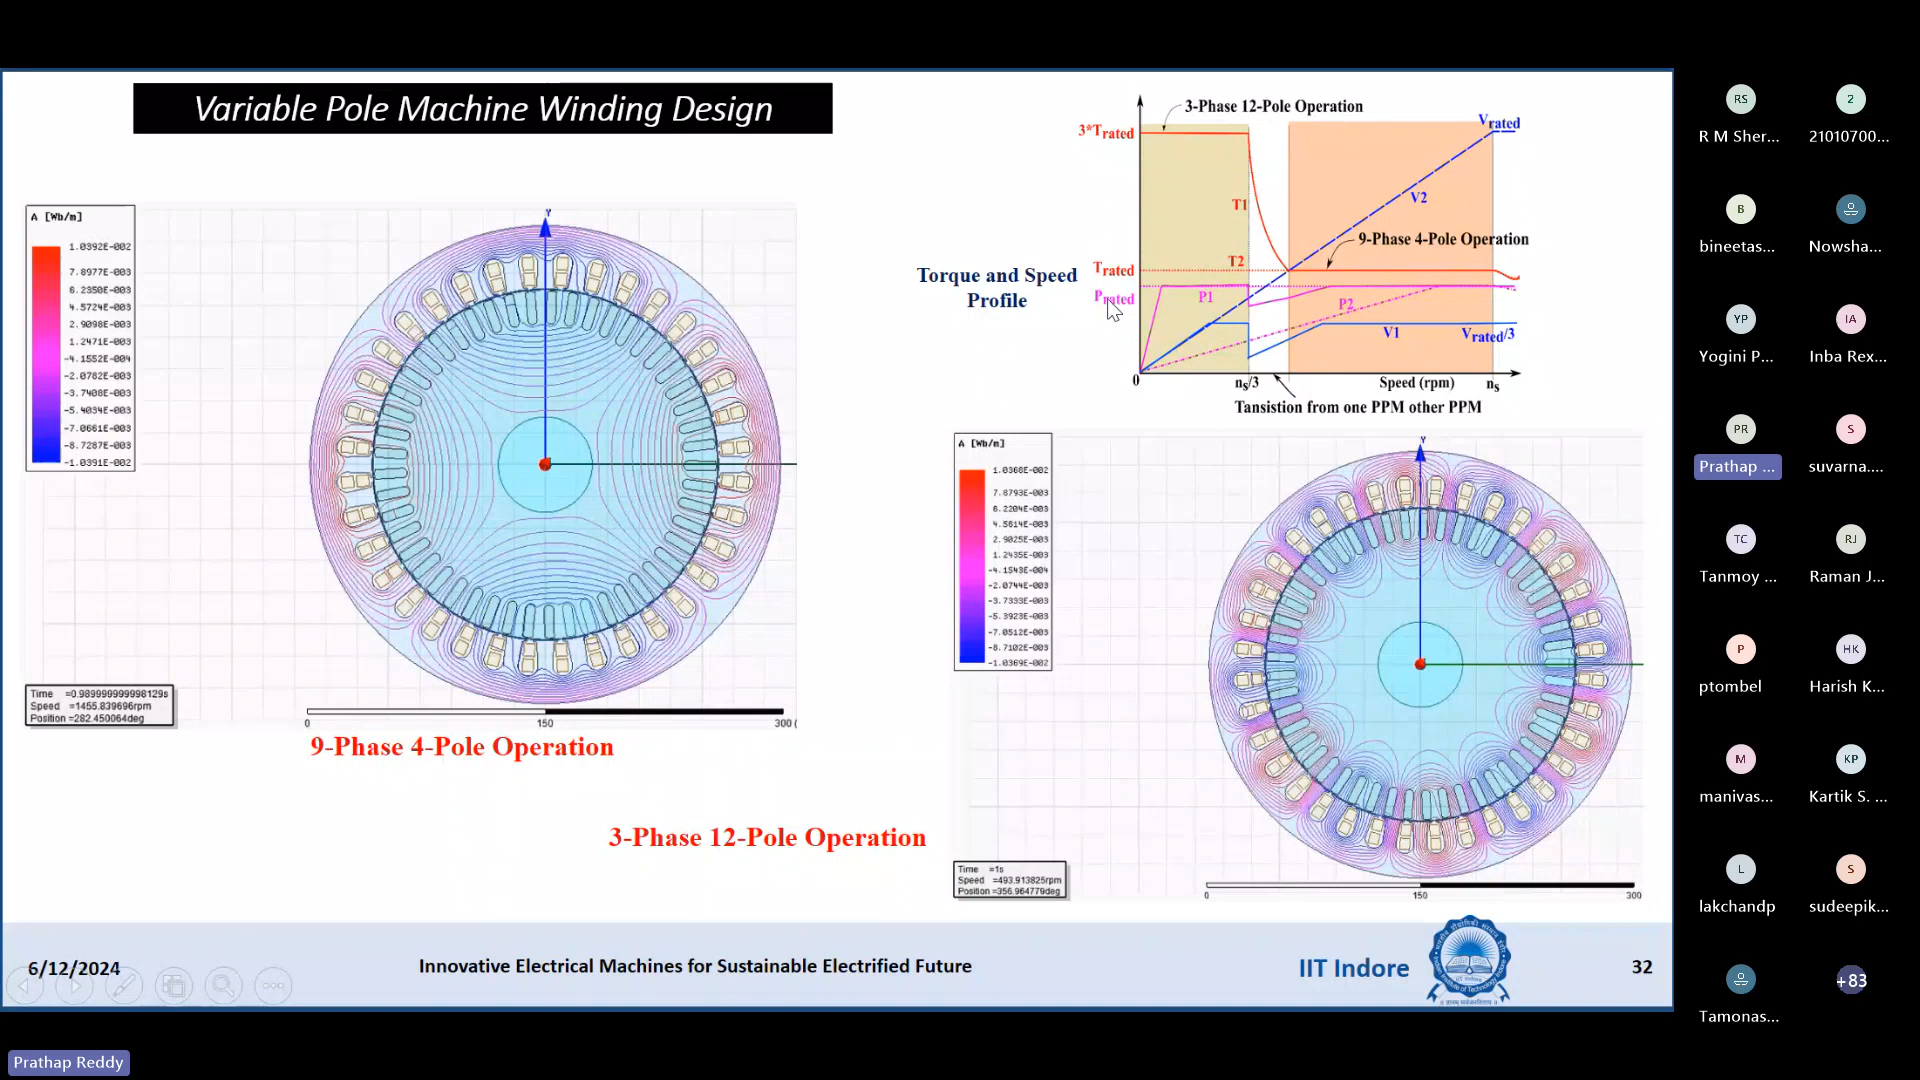 Variable Pole Machine Winding Design
A [Wb/m]
1.0392E-002
7.8977E-003
6.2350E-003
4.5724E-003
2.9098E-003
1.2471E-003
-4.1552E-004
-2.0782E-003
-3.7408E-003
-5.4034E-003
-7.0661E-003
-8.7287E-003
-1.0391E-002
Y
Time =0.989999999998129s
Speed =1455.839696rpm
Position =282.450064deg
0 150 300 (
9-Phase 4-Pole Operation
3-Phase 12-Pole Operation
Torque and Speed
Profile
3-Phase 12-Pole Operation
3*Trated
Vrated
V2
T1
9-Phase 4-Pole Operation
T2
Trated
Prated
P1
P2
V1
Vrated/3
0
ns/3
Speed (rpm)
ns
Tansistion from one PPM other PPM
A [Wb/m]
1.0368E-002
7.8793E-003
6.2204E-003
4.5614E-003
2.9025E-003
1.2435E-003
-4.1543E-004
-2.0744E-003
-3.7333E-003
-5.3923E-003
-7.0512E-003
-8.7102E-003
-1.0369E-002
Y
Time =1s
Speed =493.913825rpm
Position =356.964779deg
0 150 300
6/12/2024
Innovative Electrical Machines for Sustainable Electrified Future
IIT Indore
32
Prathap Reddy
RS
R M Sher...
2
21010700...
B
bineetas...
Nowsha...
YP
Yogini P...
IA
Inba Rex...
PR
Prathap ...
S
suvarna....
TC
Tanmoy ...
RJ
Raman J...
P
ptombel
HK
Harish K...
M
manivas...
KP
Kartik S. ...
L
lakchandp
S
sudeepik...
Tamonas...
+83